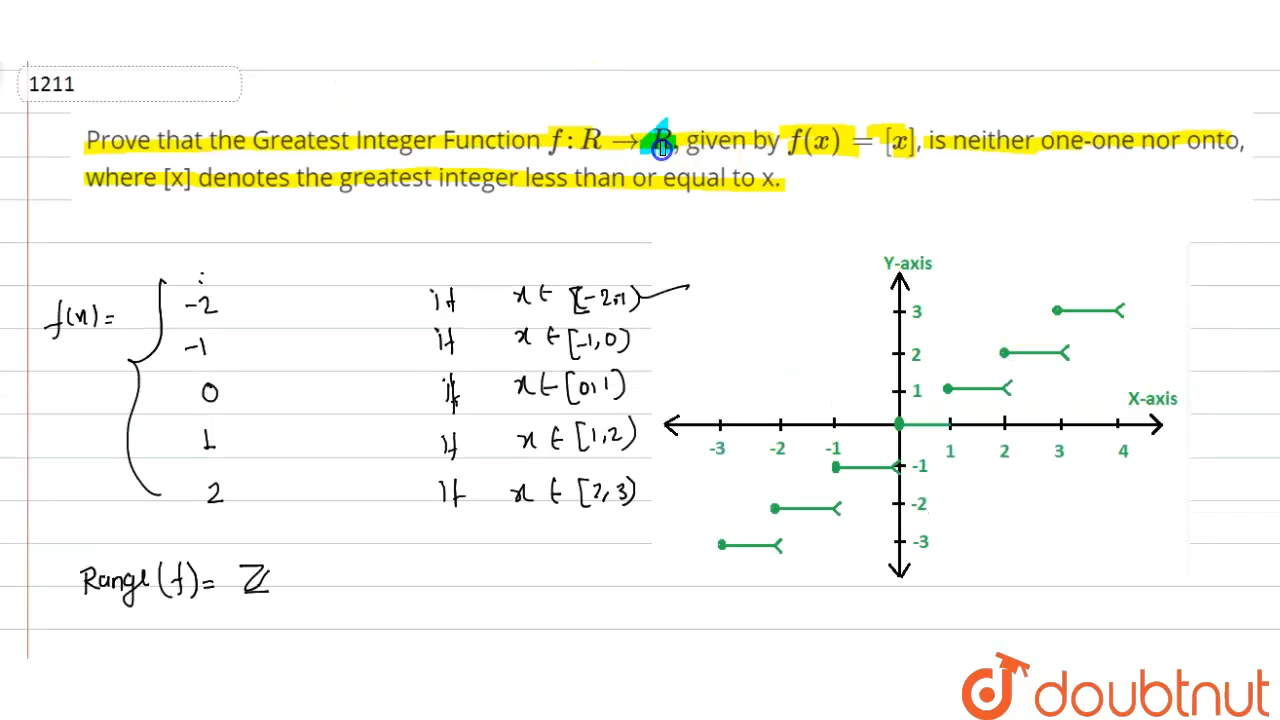 1211
Prove that the Greatest Integer Function f : R → R, given by f(x) = [x], is neither one-one nor onto,
where [x] denotes the greatest integer less than or equal to x.
f(x) =
-2 if x ∈ [-2,-1)
-1 if x ∈ [-1,0)
0 if x ∈ [0,1)
1 if x ∈ [1,2)
2 if x ∈ [2,3)
Range(f) = ℤ
Y-axis
3
2
1
X-axis
-3 -2 -1 1 2 3 4
-1
-2
-3
doubtnut